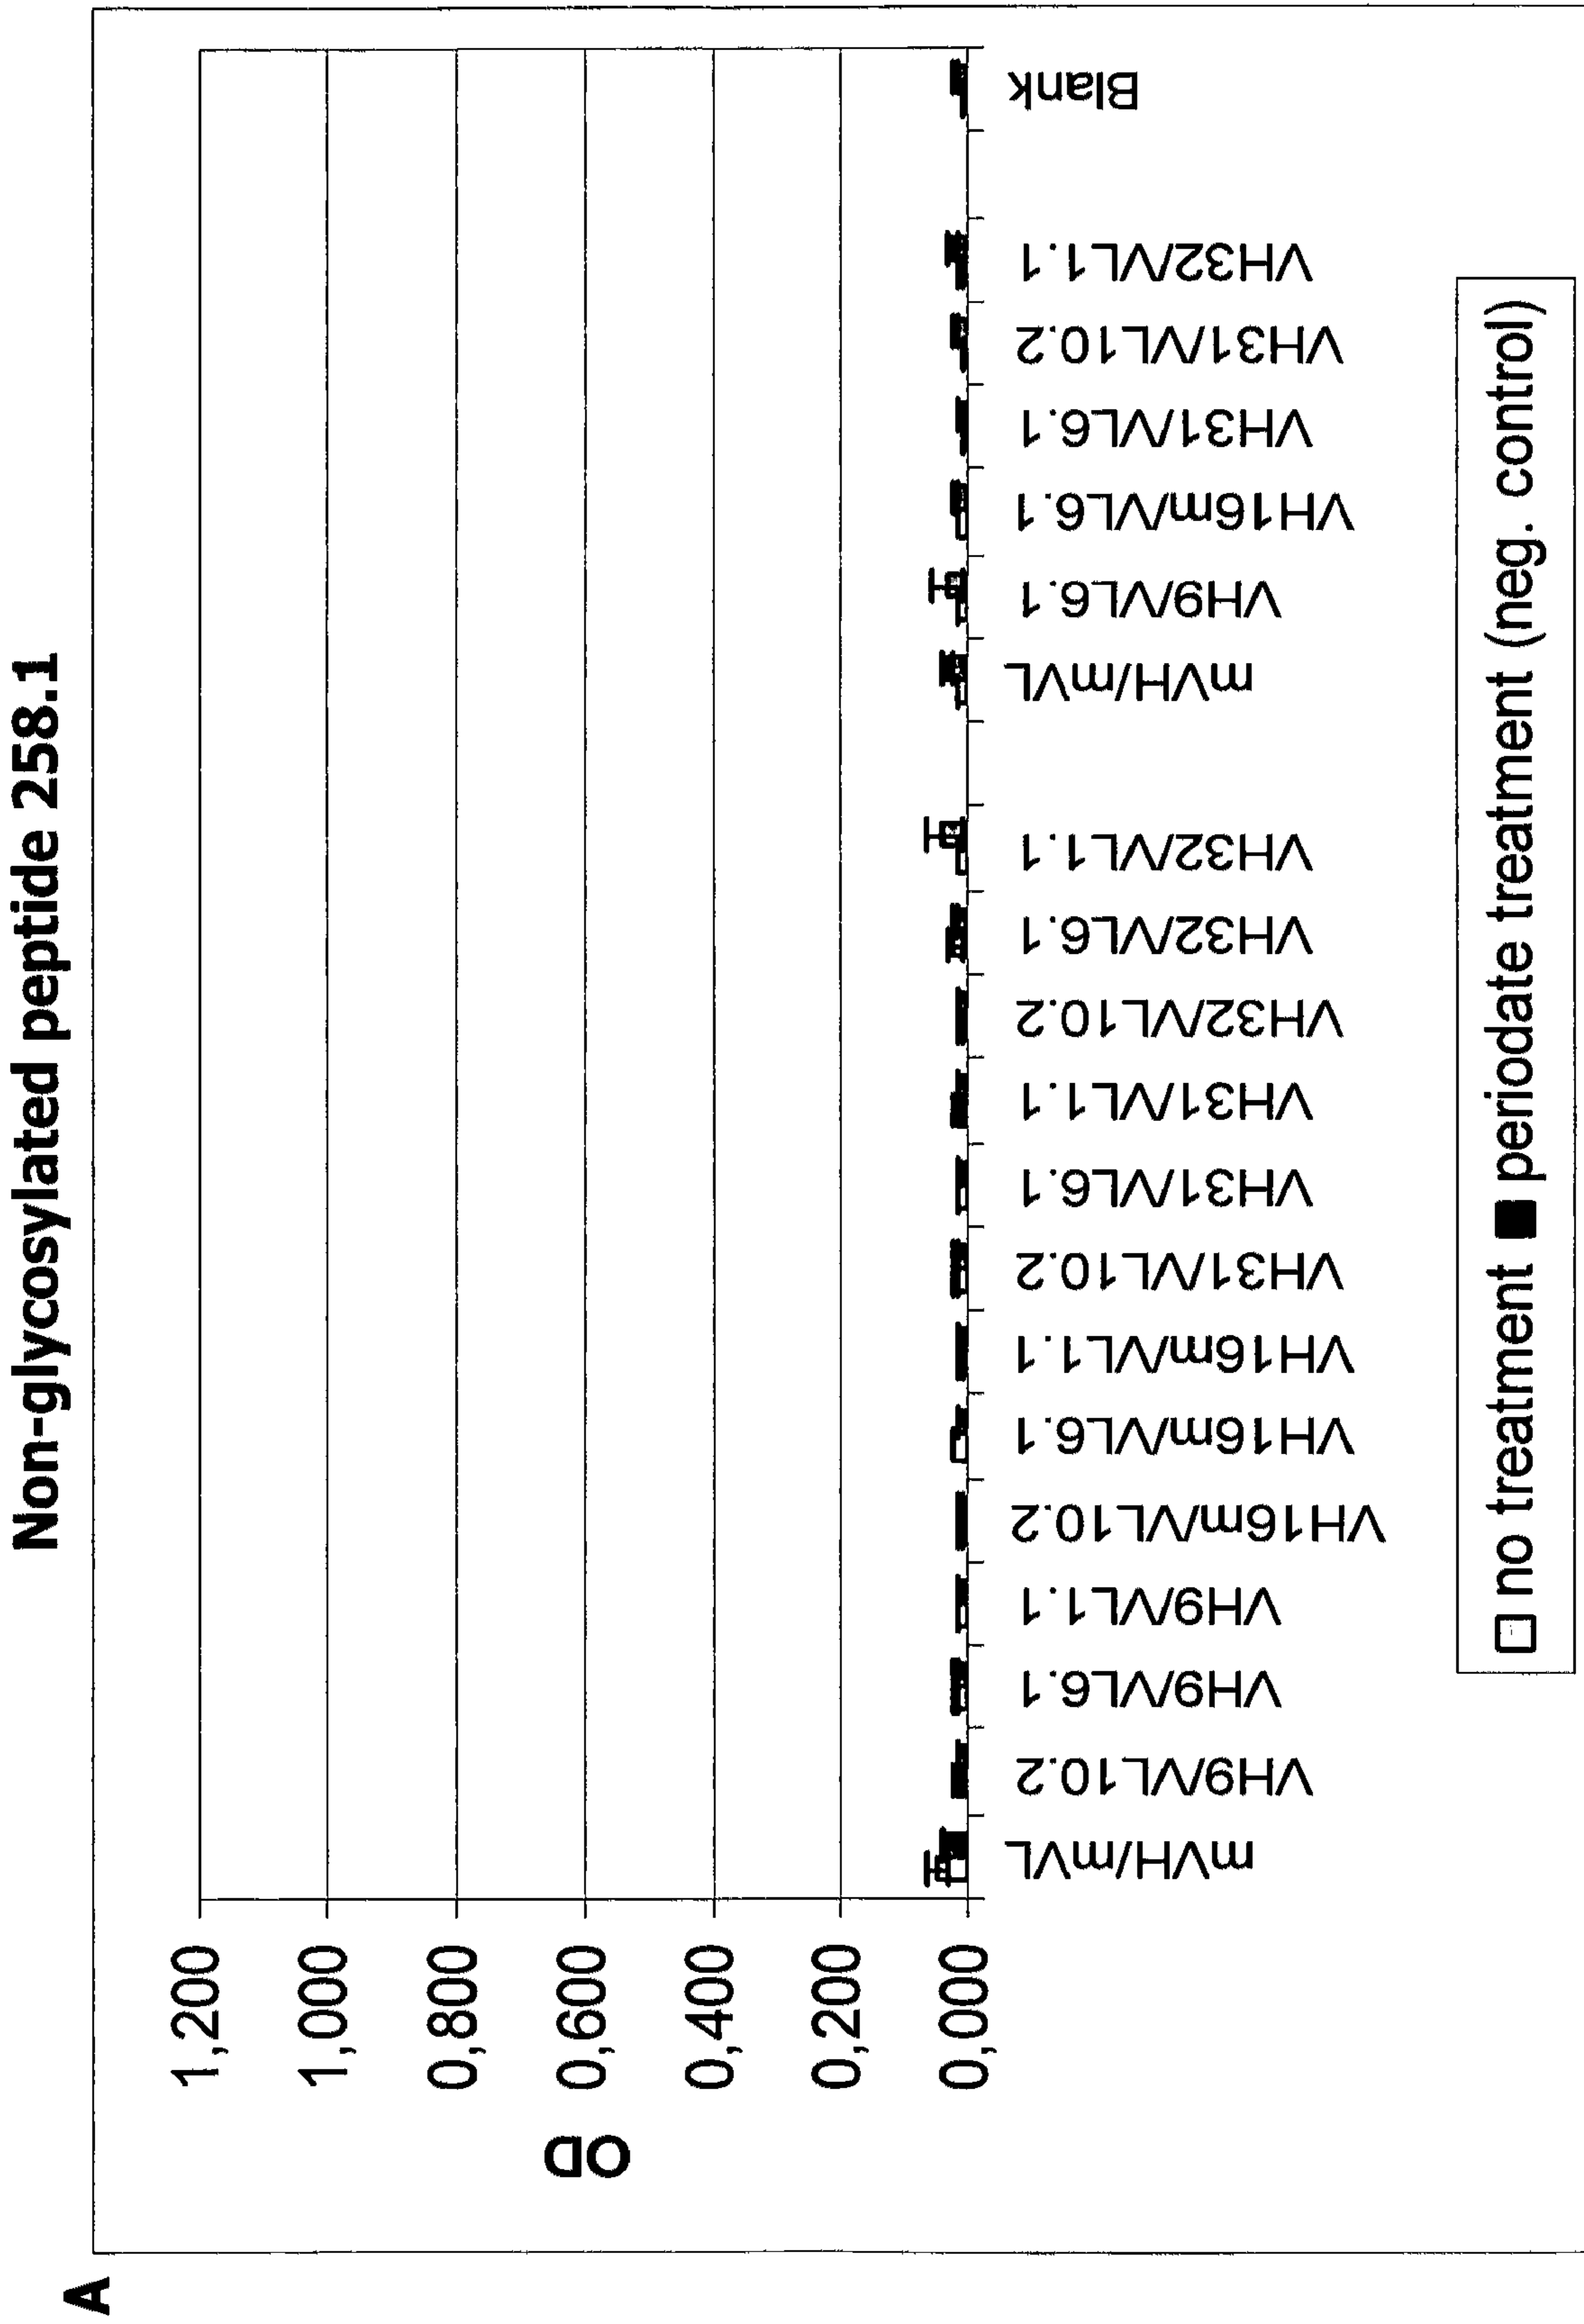 A
Non-glycosylated peptide 258.1
OD
1,200
1,000
0,800
0,600
0,400
0,200
0,000
mVH/mVL
VH9/VL10.2
VH9/VL6.1
VH9/VL1.1
VH16m/VL10.2
VH16m/VL6.1
VH16m/VL1.1
VH31/VL10.2
VH31/VL6.1
VH31/VL1.1
VH32/VL10.2
VH32/VL6.1
VH32/VL1.1
mVH/mVL
VH9/VL6.1
VH16m/VL6.1
VH31/VL6.1
VH31/VL10.2
VH32/VL1.1
Blank
no treatment
periodate treatment (neg. control)